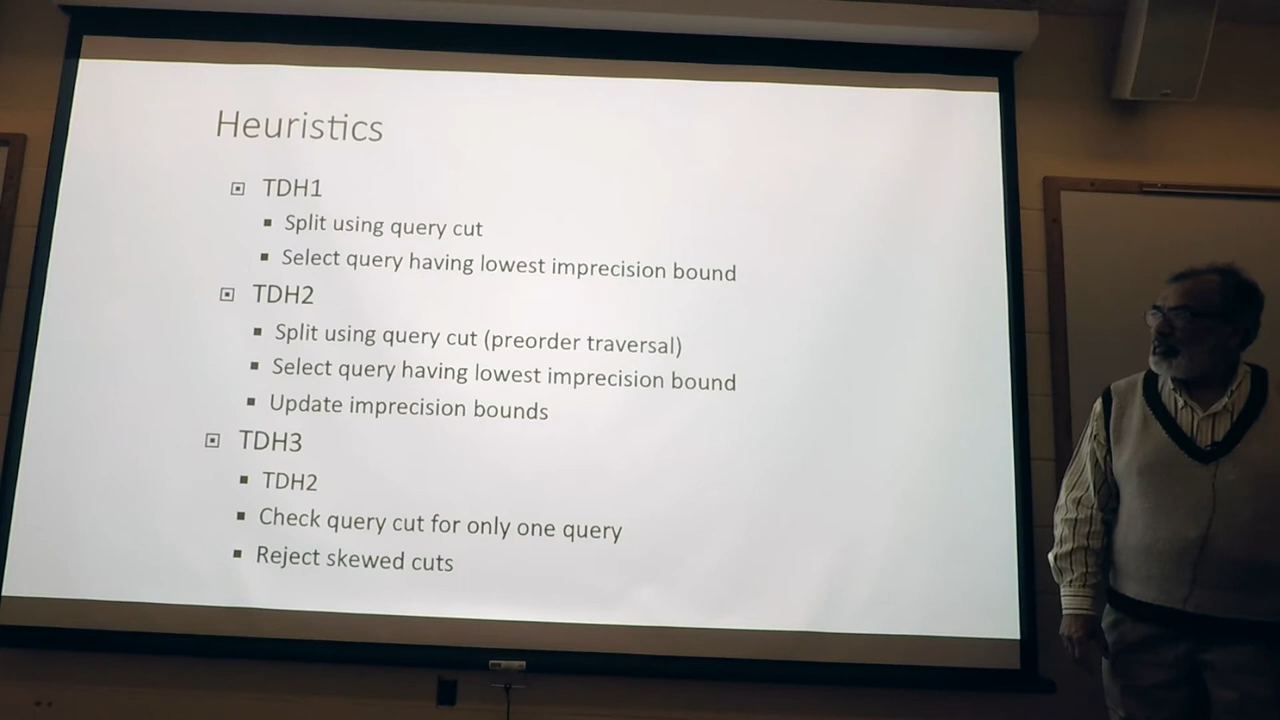 Heuristics
TDH1
Split using query cut
Select query having lowest imprecision bound
TDH2
Split using query cut (preorder traversal)
Select query having lowest imprecision bound
Update imprecision bounds
TDH3
TDH2
Check query cut for only one query
Reject skewed cuts